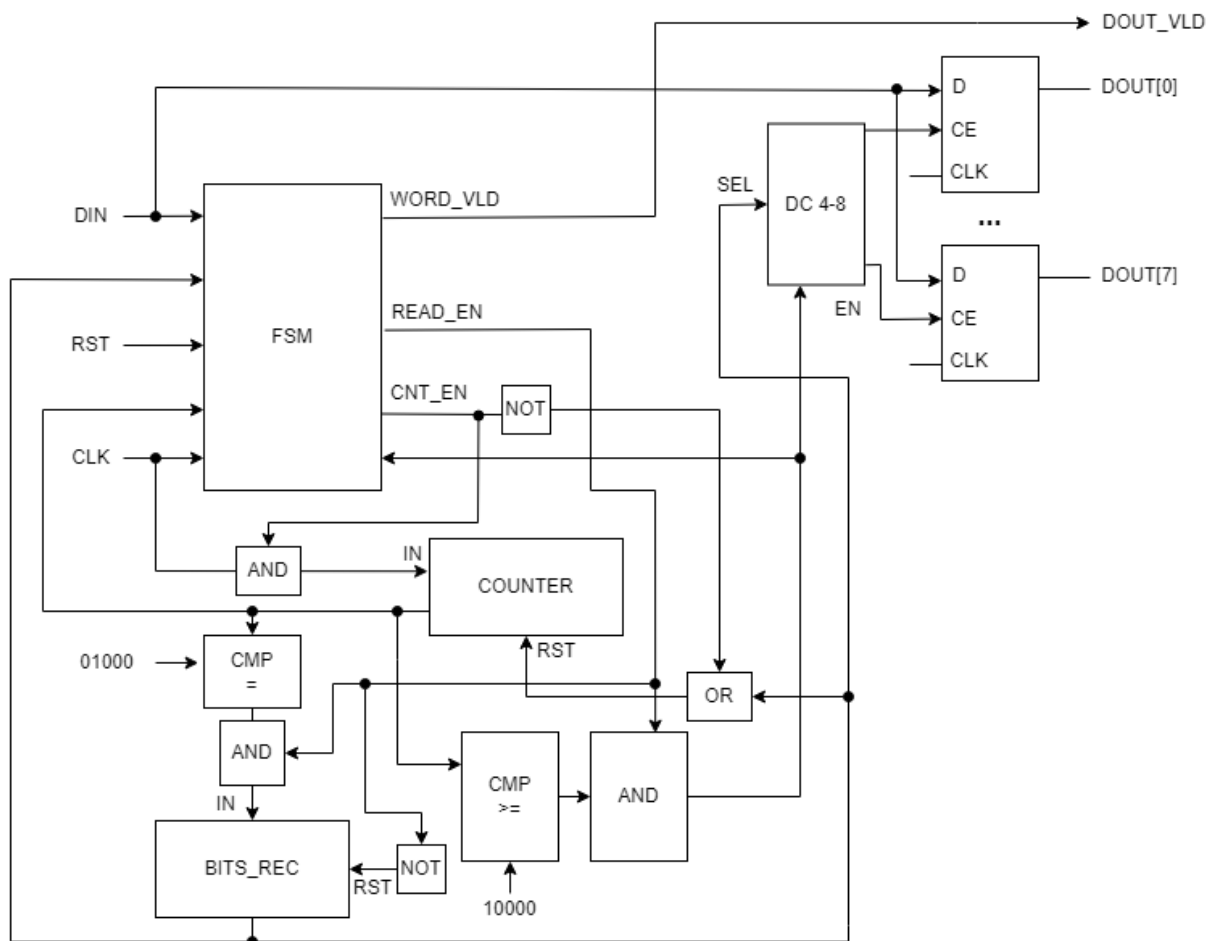 DOUT_VLD
D
DOUT[0]
CE
CLK
SEL
DC 4-8
DIN
WORD_VLD
...
D
DOUT[7]
READ_EN
EN
CE
RST
FSM
CLK
CNT_EN
NOT
CLK
AND
IN
COUNTER
RST
01000
CMP
=
OR
AND
CMP
>=
AND
IN
BITS_REC
RST
NOT
10000